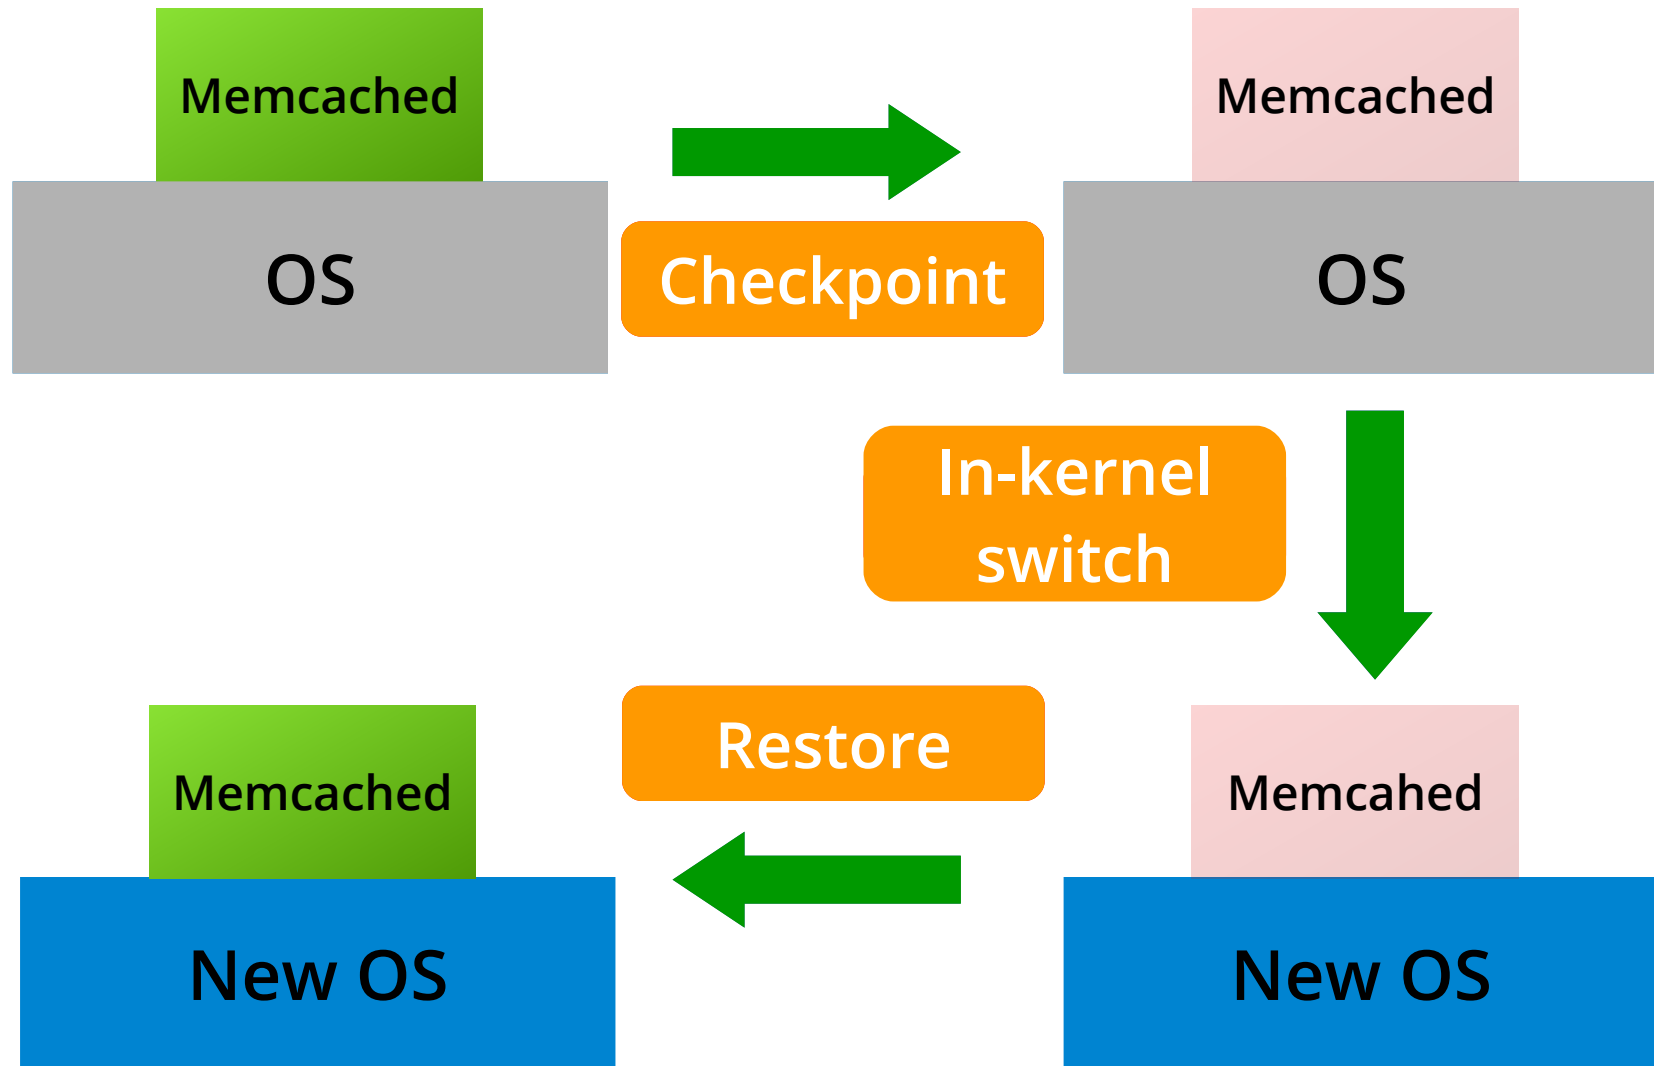 Memcached
OS
Checkpoint
Memcached
OS
In-kernel
switch
Memcahed
New OS
Restore
Memcached
New OS